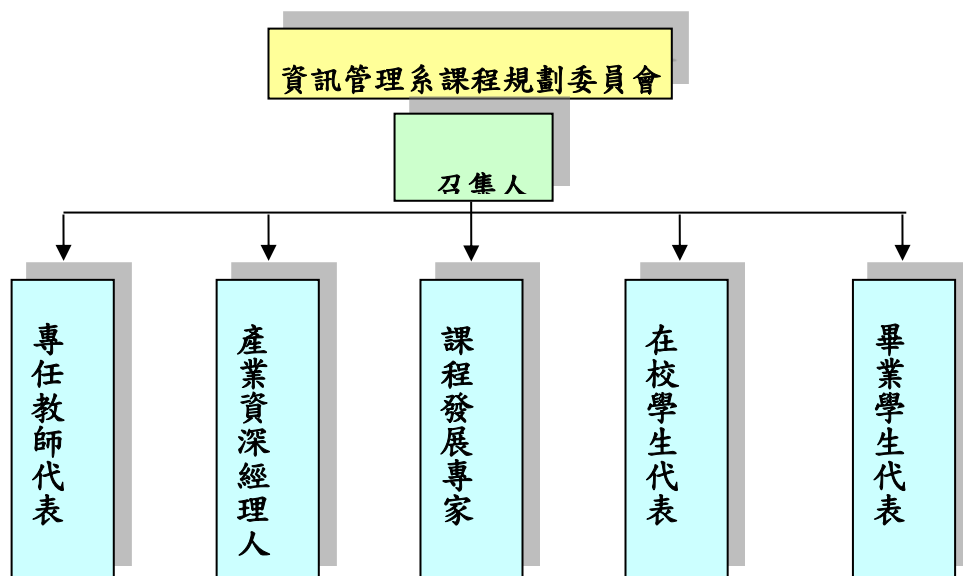 資訊管理系課程規劃委員會
召集人
專任教師代表
產業資深經理人
課程發展專家
在校學生代表
畢業學生代表